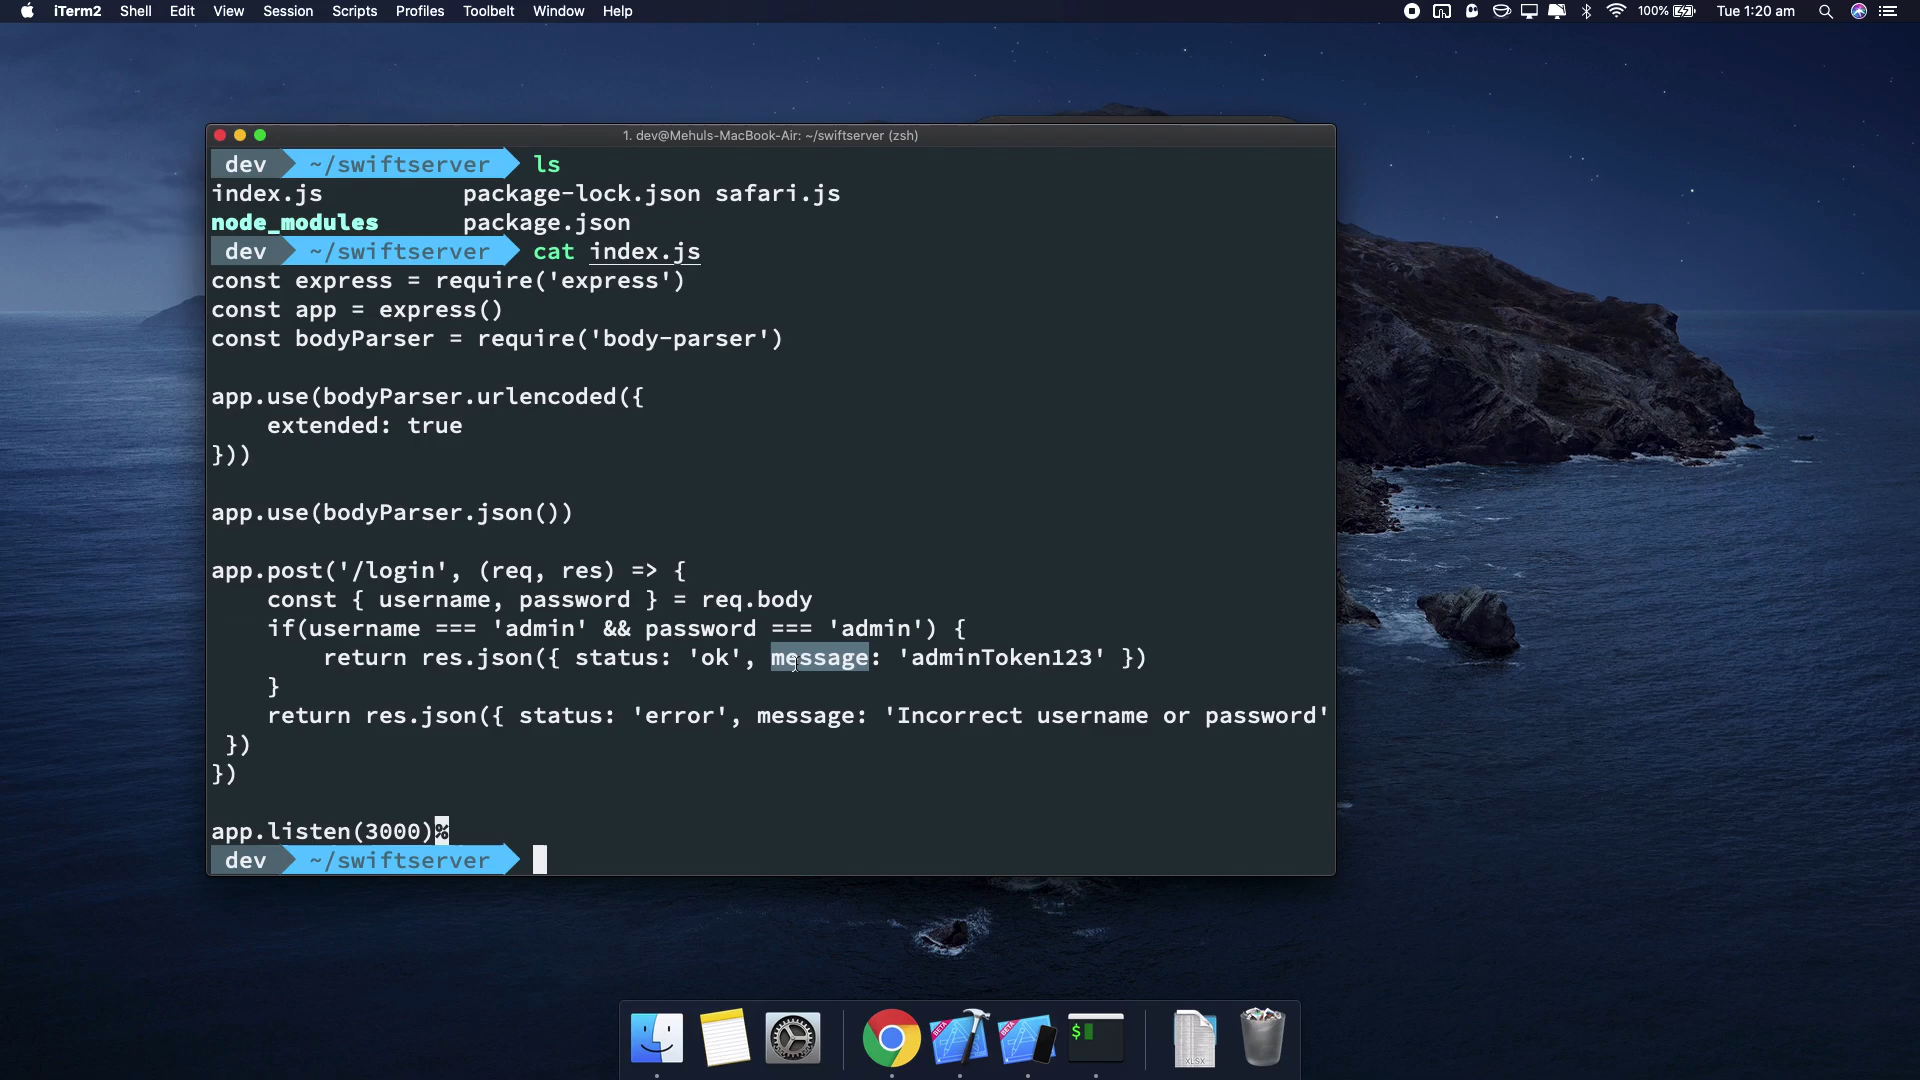 iTerm2 Shell Edit View Session Scripts Profiles Toolbelt Window Help 100% Tue 1:20 am
1. dev@Mehuls-MacBook-Air: ~/swiftserver (zsh)
dev ~/swiftserver ls
index.js package-lock.json safari.js
node_modules package.json
dev ~/swiftserver cat index.js
const express = require('express')
const app = express()
const bodyParser = require('body-parser')
app.use(bodyParser.urlencoded({
extended: true
}))
app.use(bodyParser.json())
app.post('/login', (req, res) => {
const { username, password } = req.body
if(username === 'admin' && password === 'admin') {
return res.json({ status: 'ok', message: 'adminToken123' })
}
return res.json({ status: 'error', message: 'Incorrect username or password'
})
})
app.listen(3000)%
dev ~/swiftserver
BETA BETA $ XLSX